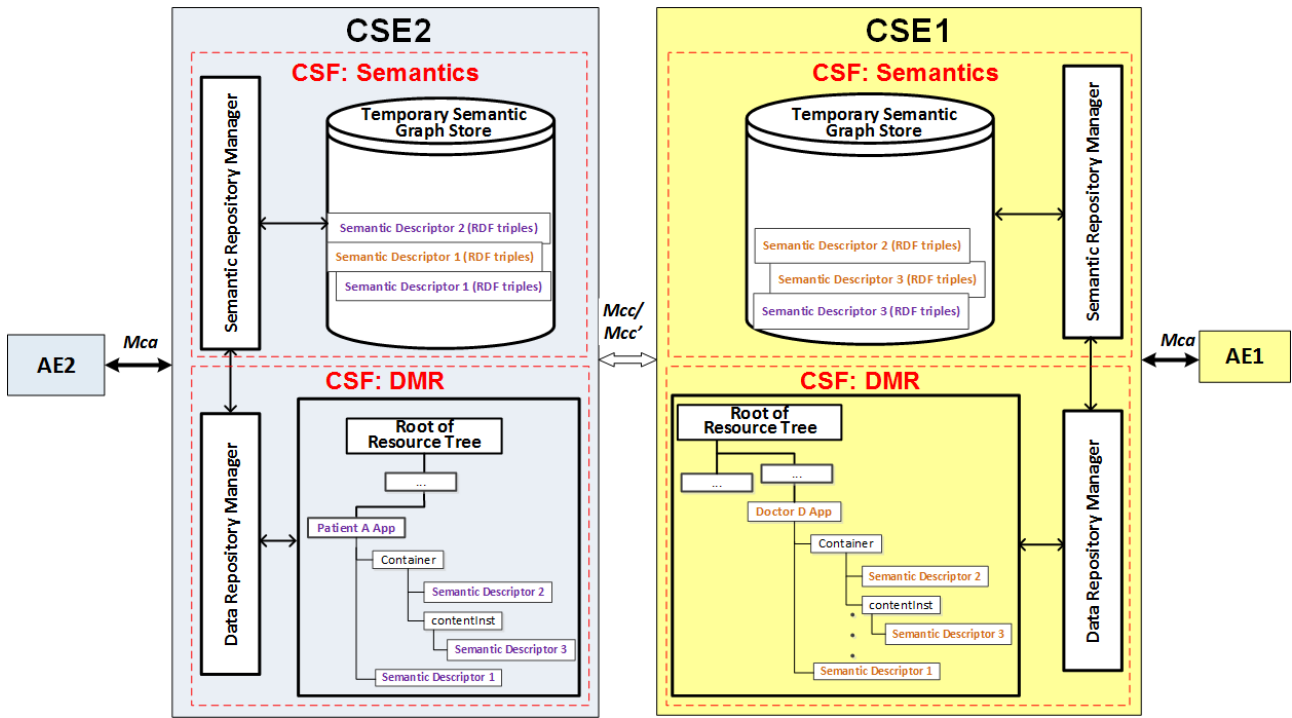 CSE2
CSF: Semantics
Semantic Repository Manager
Temporary Semantic
Graph Store
Semantic Descriptor 2 (RDF triples)
Semantic Descriptor 1 (RDF triples)
Semantic Descriptor 1 (RDF triples)
AE2
Mca
CSF: DMR
Data Repository Manager
Root of
Resource Tree
...
Patient A App
Container
Semantic Descriptor 2
contentInst
Semantic Descriptor 3
Semantic Descriptor 1
Mcc/
Mcc’
CSE1
CSF: Semantics
Temporary Semantic
Graph Store
Semantic Descriptor 2 (RDF triples)
Semantic Descriptor 3 (RDF triples)
Semantic Descriptor 3 (RDF triples)
Semantic Repository Manager
Mca
AE1
CSF: DMR
Root of
Resource Tree
...
...
Doctor D App
Container
Semantic Descriptor 2
contentInst
Semantic Descriptor 3
Semantic Descriptor 1
Data Repository Manager